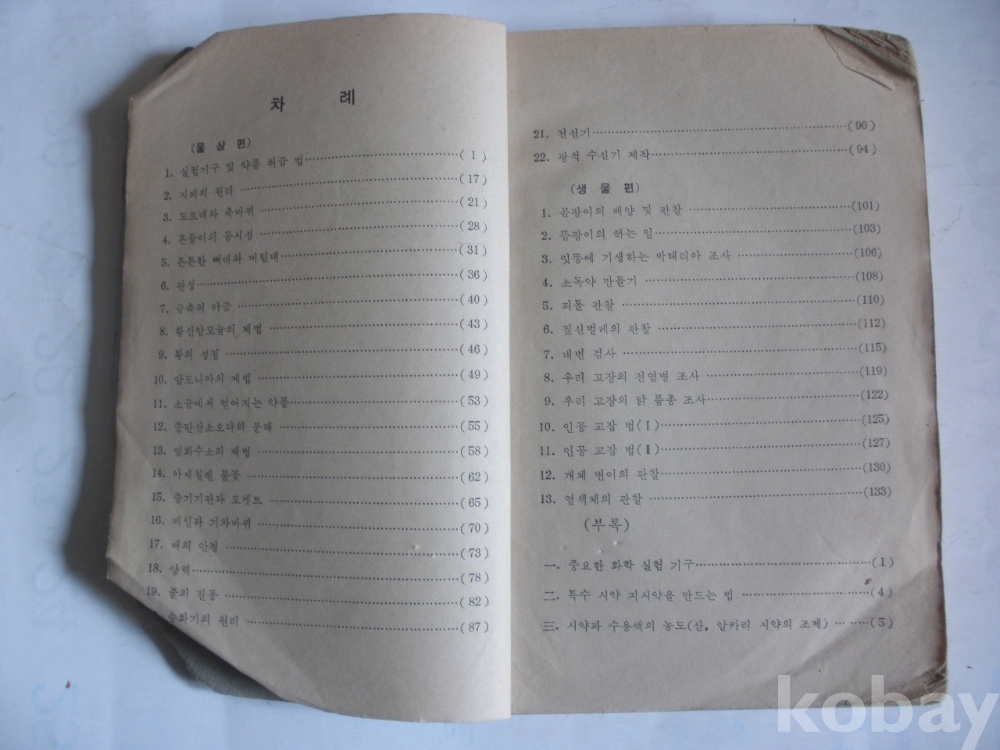 차 례
(물 상 편)
1. 실험기구 및 약품 취급 법 (1)
2. 지레의 원리 (17)
3. 도르래와 축바퀴 (21)
4. 흔들이의 등시성 (28)
5. 튼튼한 뼈대와 버팀대 (31)
6. 관성 (36)
7. 금속의 야금 (40)
8. 황산암모늄의 제법 (43)
9. 황의 성질 (46)
10. 암모니아의 제법 (49)
11. 소금에서 얻어지는 약품 (53)
12. 중탄산소오다의 분해 (55)
13. 염화수소의 제법 (58)
14. 아세칠렌 불꽃 (62)
15. 증기기관과 로켓트 (65)
16. 레일과 기차바퀴 (70)
17. 배의 안정 (73)
18. 양력 (78)
19. 줄의 진동 (82)
송화기의 원리 (87)
21. 전신기 (90)
22. 광석 수신기 제작 (94)
(생 물 편)
1. 곰팡이의 배양 및 관찰 (101)
2. 뜸팡이의 하는 일 (103)
3. 잇똥에 기생하는 박태리아 조사 (106)
4. 소독약 만들기 (108)
5. 피톨 관찰 (110)
6. 짚신벌레의 관찰 (112)
7. 대변 검사 (115)
8. 우리 고장의 전염병 조사 (119)
9. 우리 고장의 닭 품종 조사 (122)
10. 인공 교잡 법(Ⅰ) (125)
11. 인공 교잡 법(Ⅱ) (127)
12. 개체 변이의 관찰 (130)
13. 염색체의 관찰 (133)
(부록)
一. 중요한 화학 실험 기구 (1)
二. 특수 시약 지시약을 만드는 법 (4)
三. 시약과 수용액의 농도(산, 알카리 시약의 조제) (5)
kobay